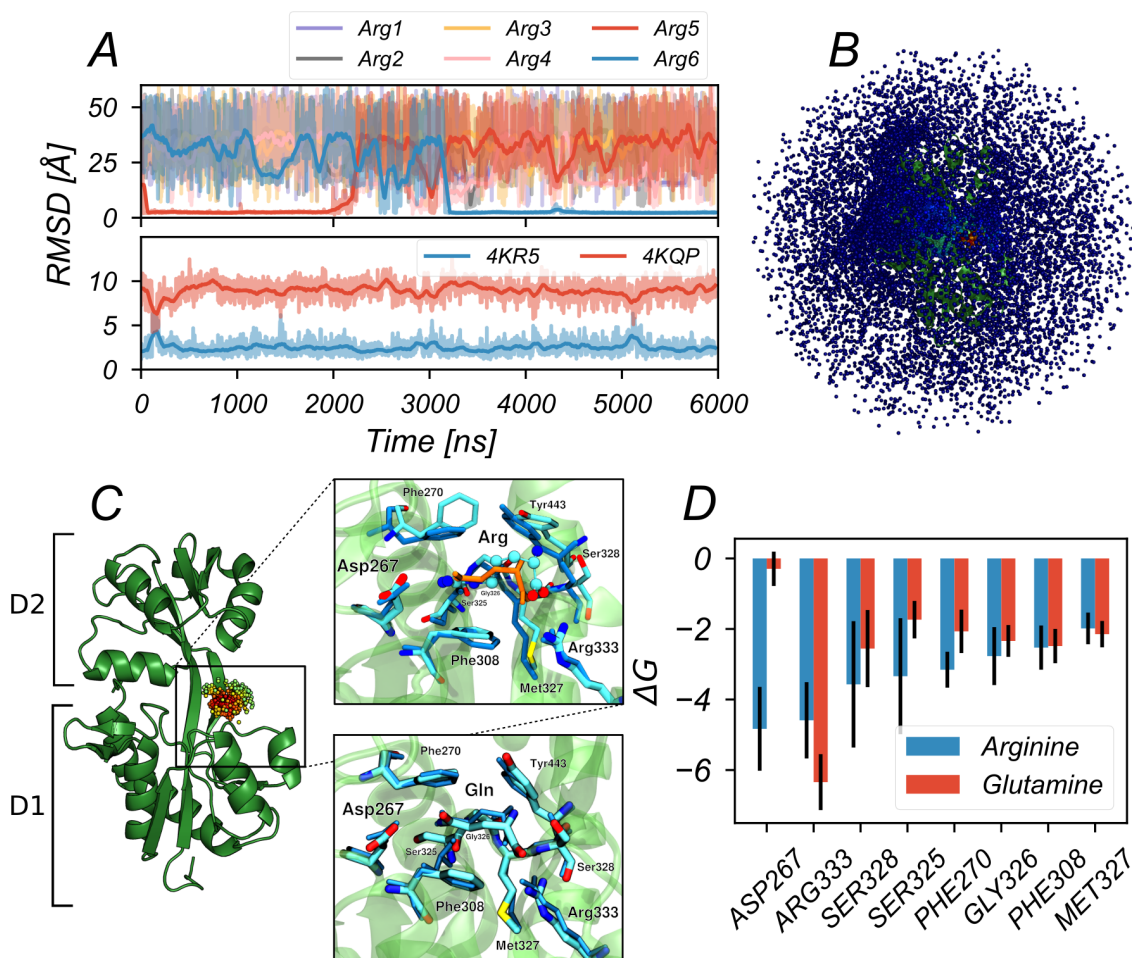 A
Arg1 Arg3 Arg5
Arg2 Arg4 Arg6
B
50
25
0
RMSD [Å]
4KR5 4KQP
10
5
0
0 1000 2000 3000 4000 5000 6000
Time [ns]
C
D2
D1
Phe270
Tyr443
Arg
Ser328
Asp267
Gly326
Ser325
Phe308
Arg333
Met327
Phe270
Tyr443
Gln
Asp267
Gly326
Ser325
Ser328
Phe308
Arg333
Met327
D
0
−2
−4
−6
ΔG
Arginine
Glutamine
ASP267
ARG333
SER328
SER325
PHE270
GLY326
PHE308
MET327